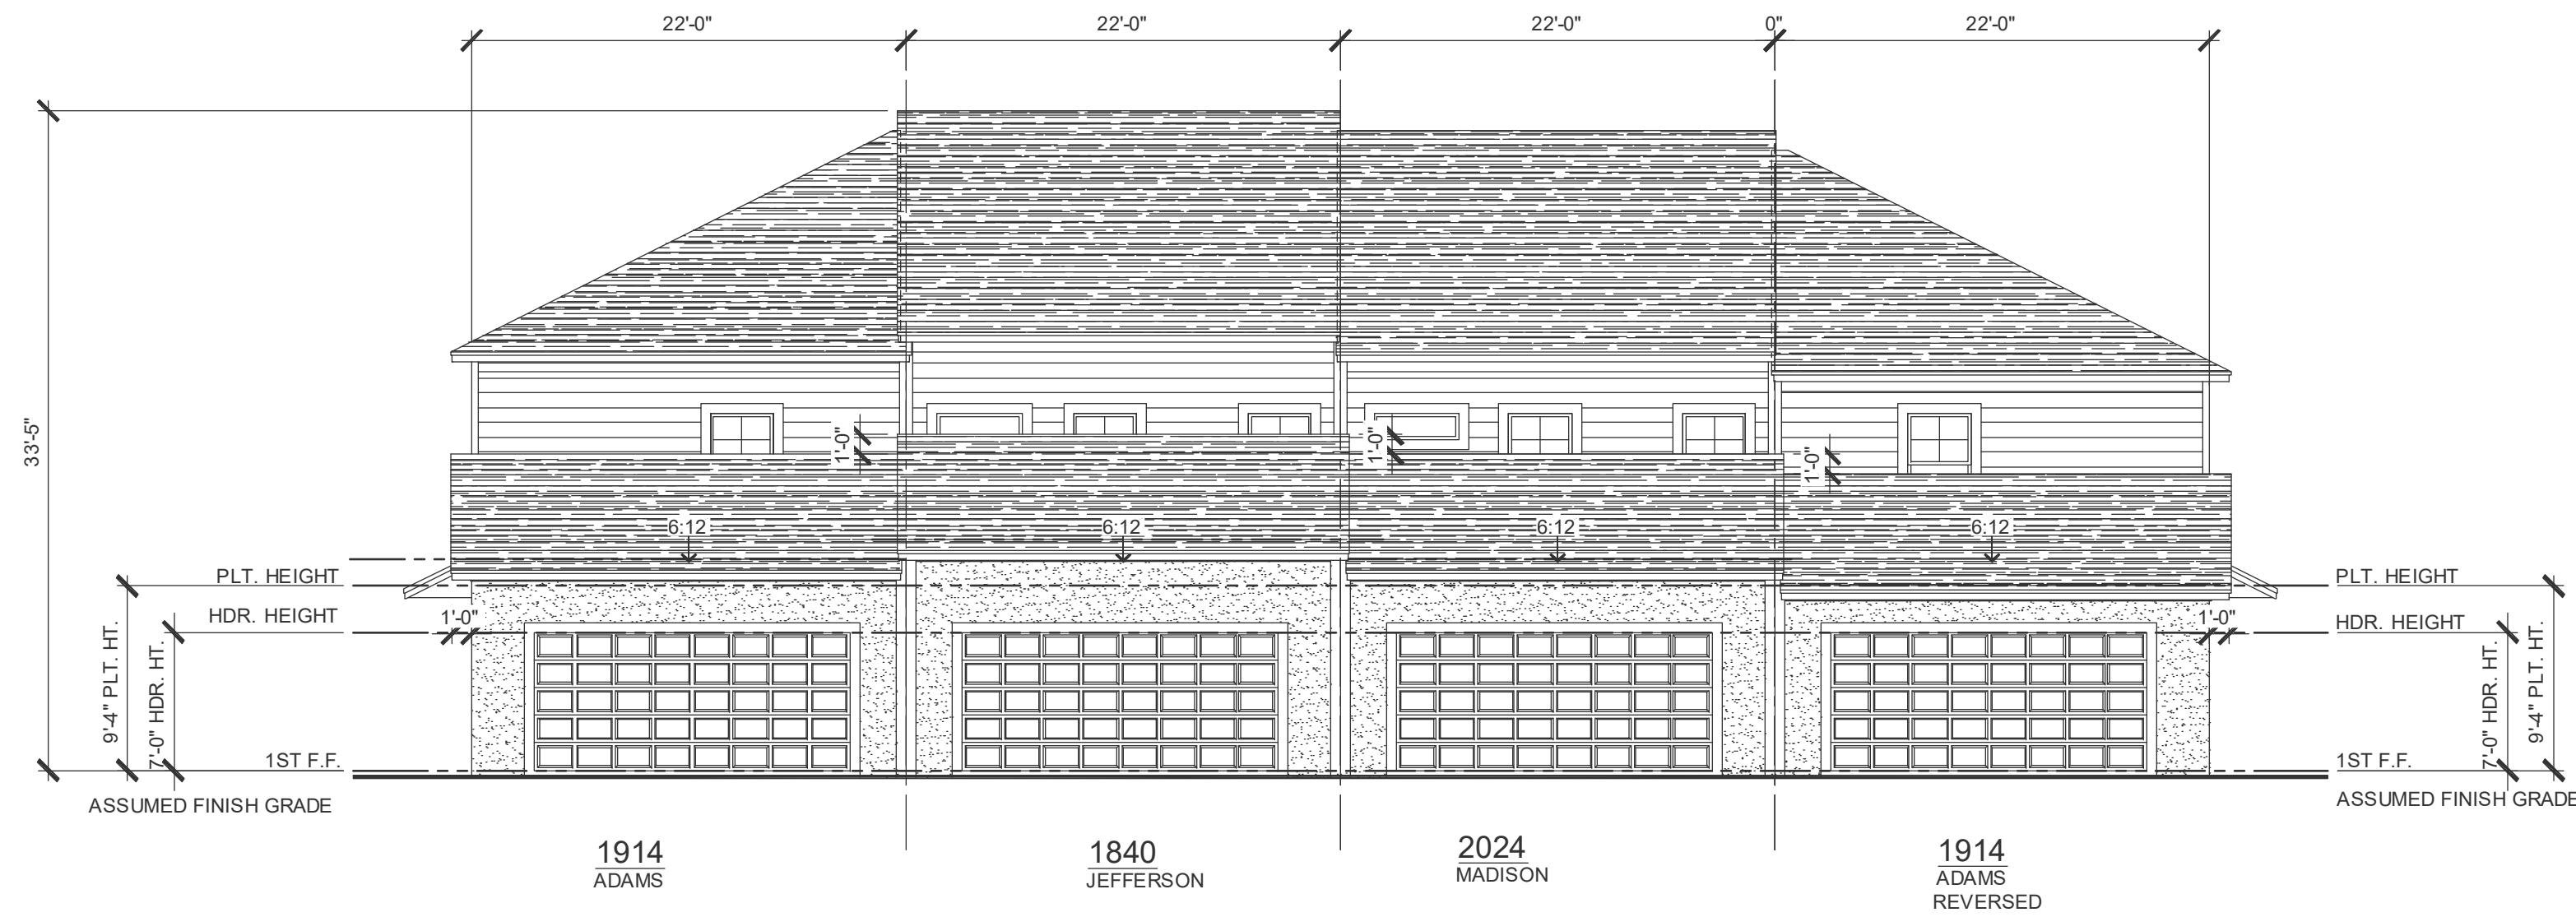 22'-0"
22'-0"
22'-0"
0"
22'-0"
33'-5"
1'-0"
1'-0"
1'-0"
6:12
6:12
6:12
6:12
PLT. HEIGHT
PLT. HEIGHT
HDR. HEIGHT
1'-0"
1'-0"
HDR. HEIGHT
9'-4" PLT. HT.
7'-0" HDR. HT.
7'-0" HDR. HT.
9'-4" PLT. HT.
1ST F.F.
1ST F.F.
ASSUMED FINISH GRADE
ASSUMED FINISH GRADE
1914
ADAMS
1840
JEFFERSON
2024
MADISON
1914
ADAMS
REVERSED